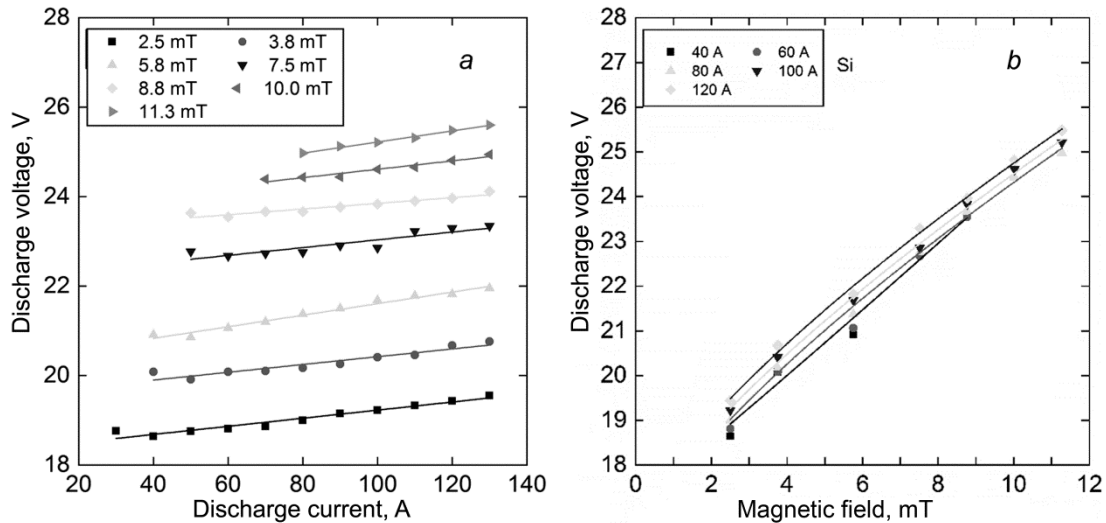 28
26
24
22
20
18
20 40 60 80 100 120 140
Discharge voltage, V
Discharge current, A
2.5 mT 3.8 mT
5.8 mT 7.5 mT
8.8 mT 10.0 mT
11.3 mT
a
28
27
26
25
24
23
22
21
20
19
18
0 2 4 6 8 10 12
Discharge voltage, V
Magnetic field, mT
40 A 60 A Si
80 A 100 A
120 A
b